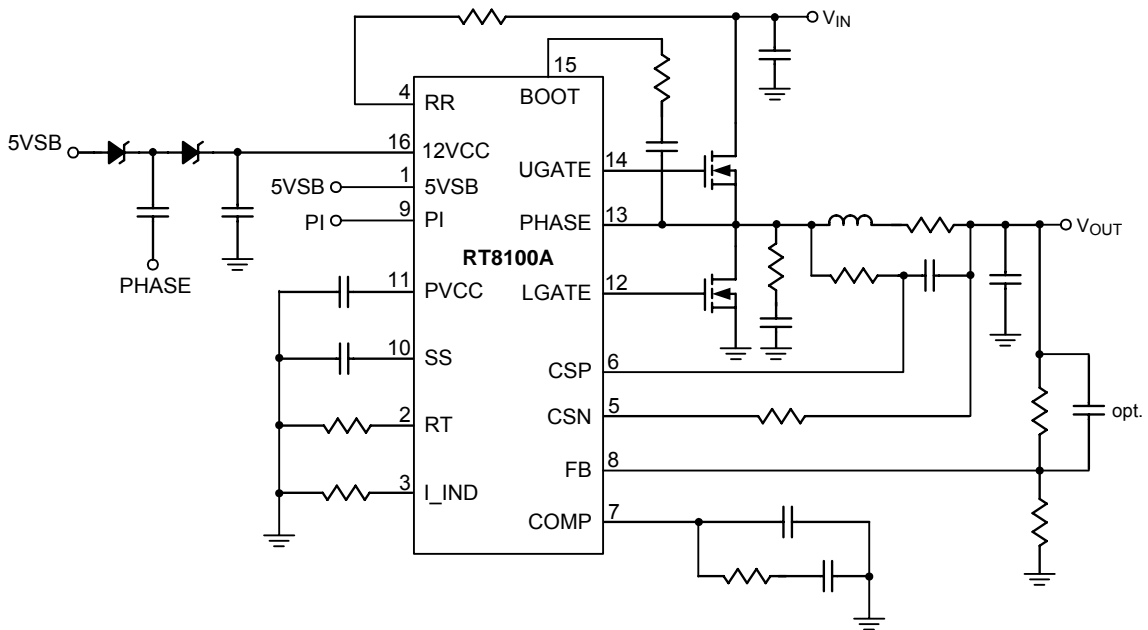 V_IN
15
BOOT
4
RR
5VSB
16
12VCC
14
UGATE
5VSB
1
5VSB
PI
9
PI
13
PHASE
V_OUT
RT8100A
PHASE
11
PVCC
12
LGATE
10
SS
6
CSP
5
CSN
opt.
2
RT
8
FB
3
I_IND
7
COMP